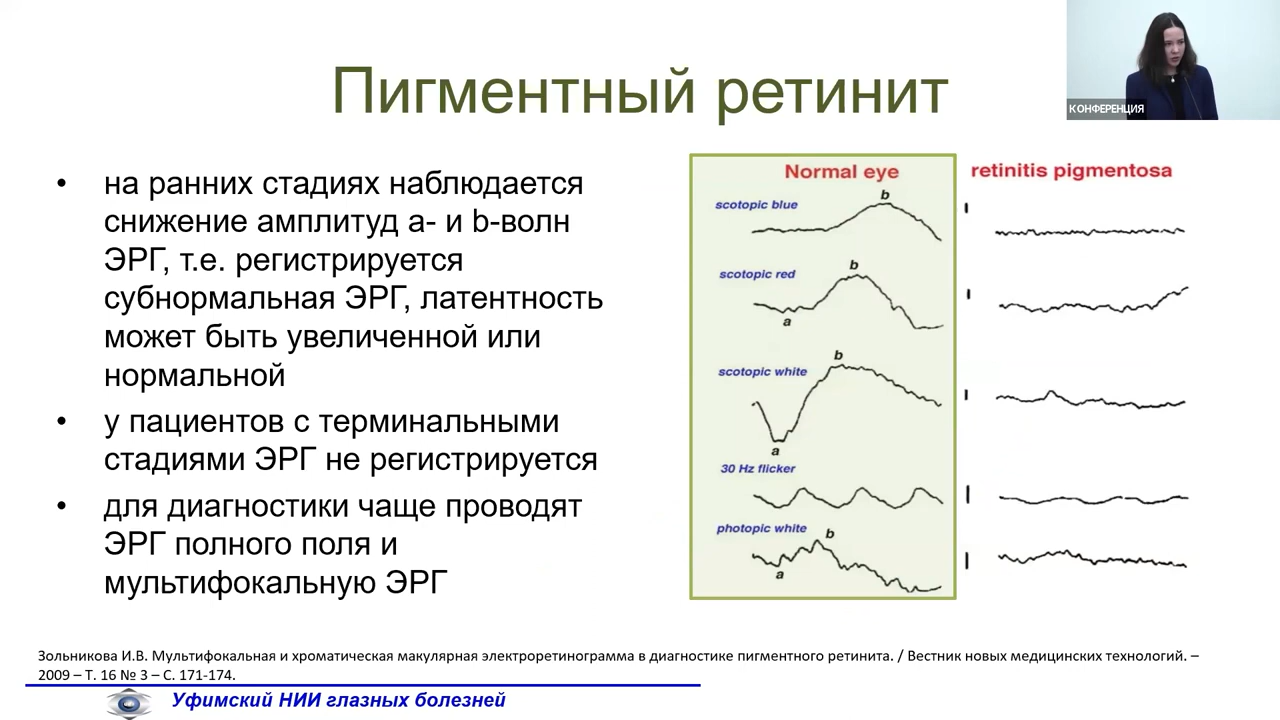 Пигментный ретинит
КОНФЕРЕНЦИЯ
• на ранних стадиях наблюдается
снижение амплитуд а- и b-волн
ЭРГ, т.е. регистрируется
субнормальная ЭРГ, латентность
может быть увеличенной или
нормальной
• у пациентов с терминальными
стадиями ЭРГ не регистрируется
• для диагностики чаще проводят
ЭРГ полного поля и
мультифокальную ЭРГ
Normal eye
retinitis pigmentosa
scotopic blue
b
scotopic red
b
a
scotopic white
b
a
30 Hz flicker
photopic white
b
a
Зольникова И.В. Мультифокальная и хроматическая макулярная электроретинограмма в диагностике пигментного ретинита. / Вестник новых медицинских технологий. –
2009 – Т. 16 № 3 – С. 171-174.
Уфимский НИИ глазных болезней